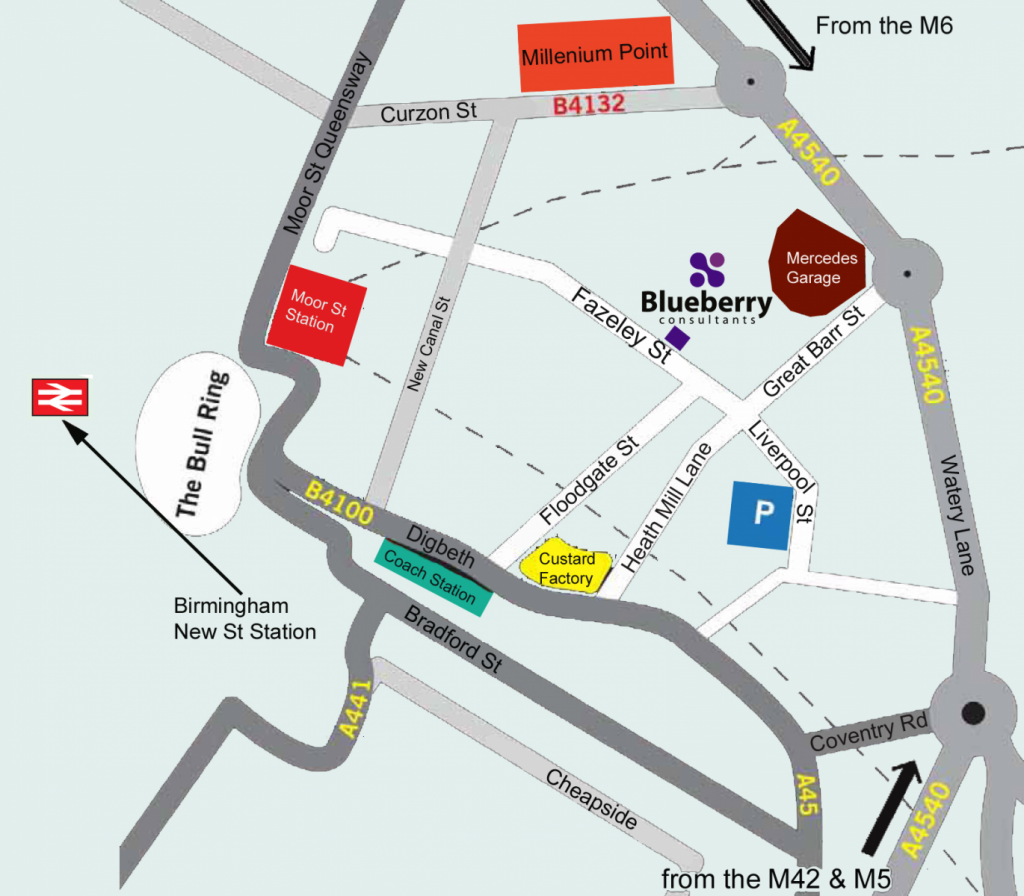 From the M6
Millenium Point
B4132
Curzon St
Moor St Queensway
A4540
Mercedes
Garage
Blueberry
consultants
Moor St
Station
Fazeley St
Great Barr St
New Canal St
A4540
The Bull Ring
Liverpool St
Floodgate St
Heath Mill Lane
Watery Lane
B4100
P
Digbeth
Coach Station
Custard
Factory
Birmingham
New St Station
Bradford St
A441
Coventry Rd
Cheapside
A45
A4540
from the M42 & M5